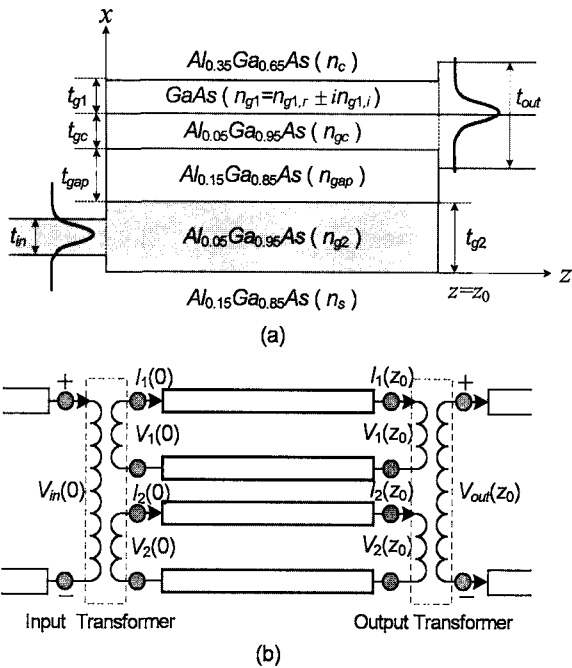 x
Al0.35Ga0.65As ( nc )
tg1
GaAs ( ng1=ng1,r ± ing1,i )
tout
tgc
Al0.05Ga0.95As ( ngc )
tgap
Al0.15Ga0.85As ( ngap )
tin
Al0.05Ga0.95As ( ng2 )
tg2
z
Al0.15Ga0.85As ( ns )
z=z0
(a)
+ I1(0) I1(z0) +
V1(0) V1(z0)
Vin(0) I2(0) I2(z0) Vout(z0)
V2(0) V2(z0)
− −
Input Transformer Output Transformer
(b)